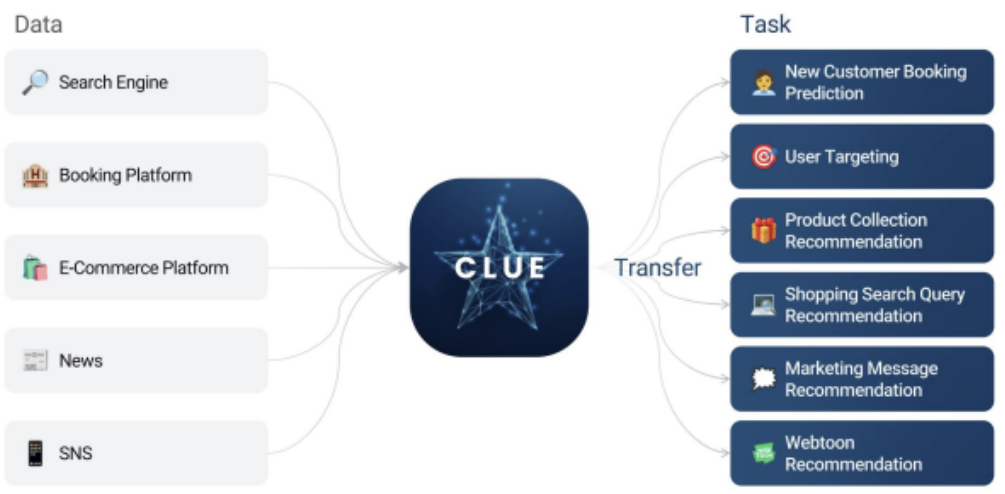 Data
Search Engine
Booking Platform
E-Commerce Platform
News
SNS
CLUE
Transfer
Task
New Customer Booking
Prediction
User Targeting
Product Collection
Recommendation
Shopping Search Query
Recommendation
Marketing Message
Recommendation
Webtoon
Recommendation